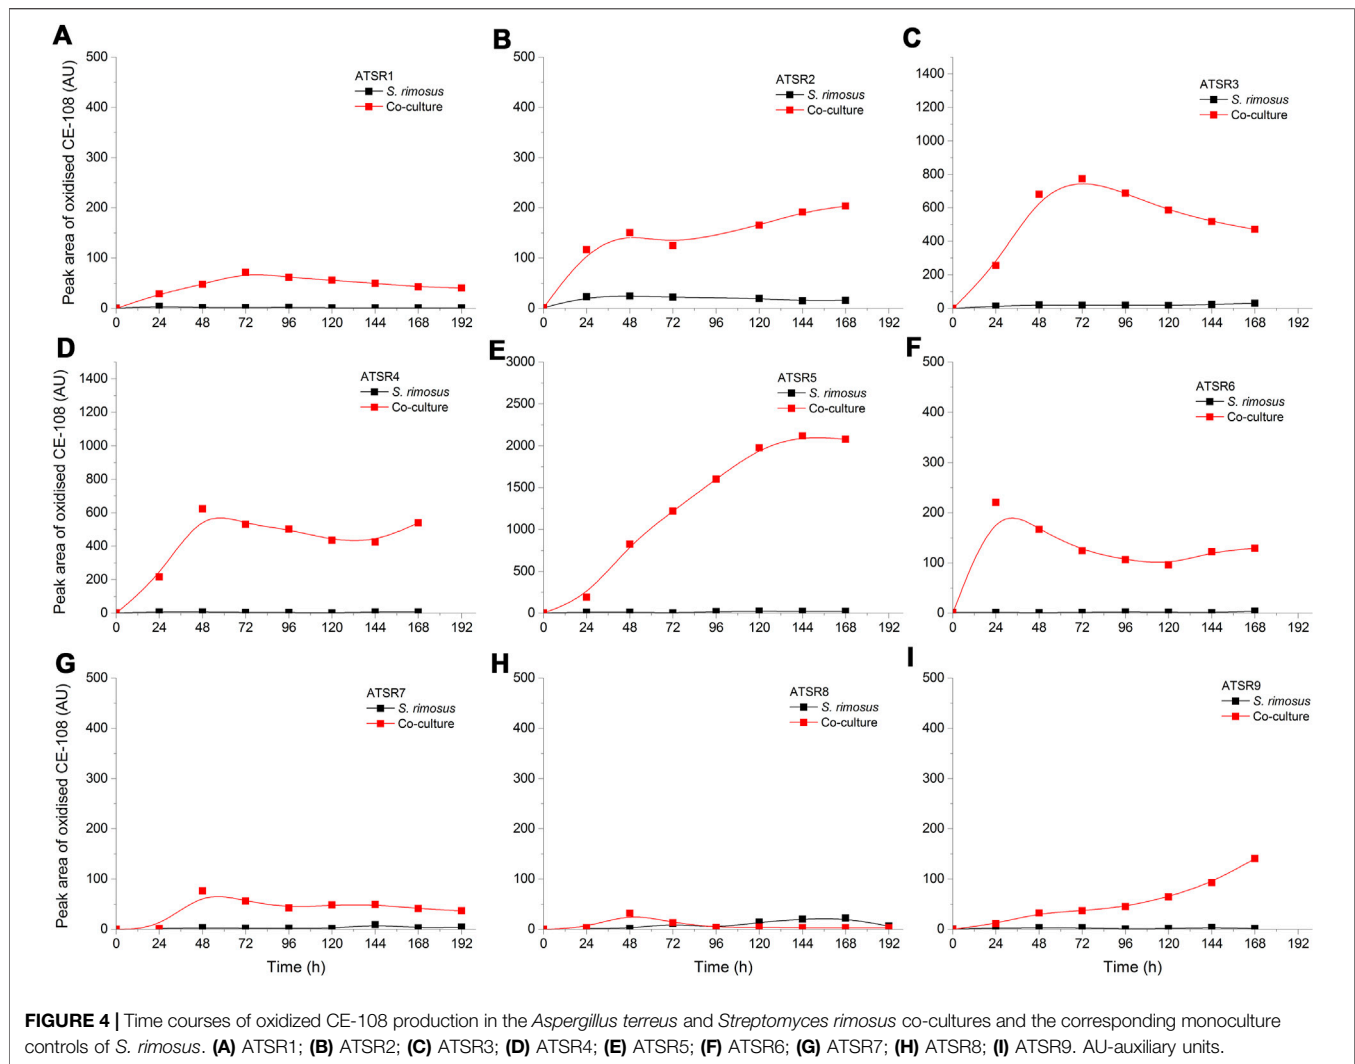 A
B
C
Peak area of oxidised CE-108 (AU)
500
400
300
200
100
0
0 24 48 72 96 120 144 168 192
ATSR1
S. rimosus
Co-culture
500
400
300
200
100
0
0 24 48 72 96 120 144 168 192
ATSR2
S. rimosus
Co-culture
1400
1200
1000
800
600
400
200
0
0 24 48 72 96 120 144 168 192
ATSR3
S. rimosus
Co-culture
D
E
F
Peak area of oxidised CE-108 (AU)
1400
1200
1000
800
600
400
200
0
0 24 48 72 96 120 144 168 192
ATSR4
S. rimosus
Co-culture
3000
2500
2000
1500
1000
500
0
0 24 48 72 96 120 144 168 192
ATSR5
S. rimosus
Co-culture
500
400
300
200
100
0
0 24 48 72 96 120 144 168 192
ATSR6
S. rimosus
Co-culture
G
H
I
Peak area of oxidised CE-108 (AU)
500
400
300
200
100
0
0 24 48 72 96 120 144 168 192
Time (h)
ATSR7
S. rimosus
Co-culture
500
400
300
200
100
0
0 24 48 72 96 120 144 168 192
Time (h)
ATSR8
S. rimosus
Co-culture
500
400
300
200
100
0
0 24 48 72 96 120 144 168 192
Time (h)
ATSR9
S. rimosus
Co-culture
FIGURE 4 | Time courses of oxidized CE-108 production in the Aspergillus terreus and Streptomyces rimosus co-cultures and the corresponding monoculture
controls of S. rimosus. (A) ATSR1; (B) ATSR2; (C) ATSR3; (D) ATSR4; (E) ATSR5; (F) ATSR6; (G) ATSR7; (H) ATSR8; (I) ATSR9. AU-auxiliary units.